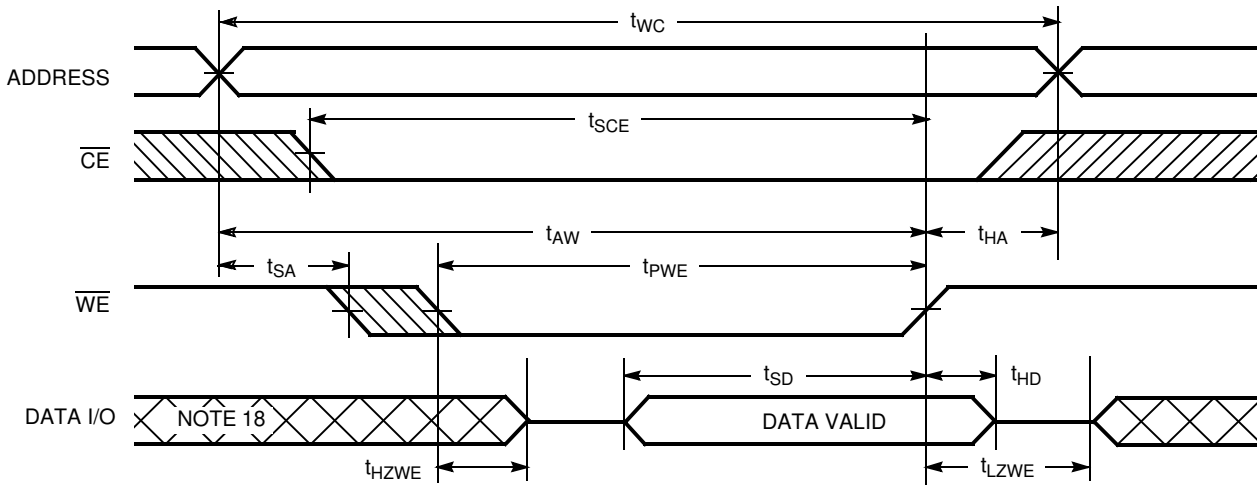 tWC
ADDRESS
tSCE
CE
tAW
tHA
tSA
tPWE
WE
tSD
tHD
DATA I/O
NOTE 18
DATA VALID
tHZWE
tLZWE